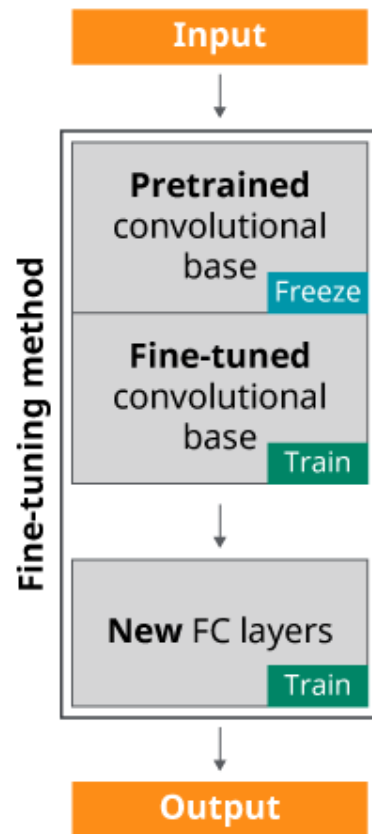 Input
Fine-tuning method
Pretrained
convolutional
base
Freeze
Fine-tuned
convolutional
base
Train
New FC layers
Train
Output